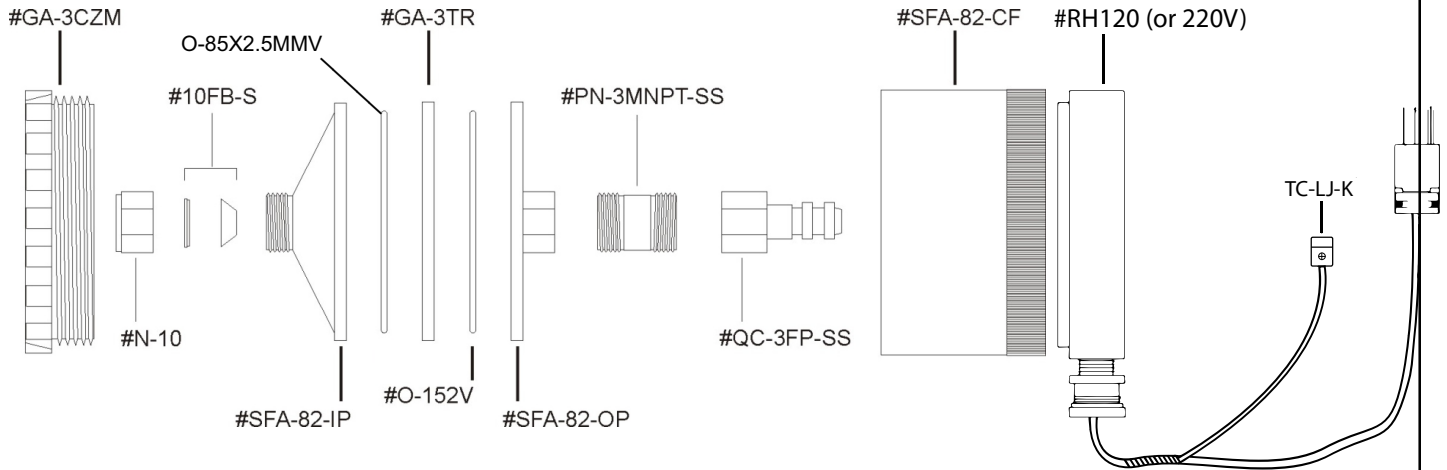 #GA-3CZM
#GA-3TR
#SFA-82-CF
#RH120 (or 220V)
O-85X2.5MMV
#10FB-S
#PN-3MNPT-SS
TC-LJ-K
#N-10
#QC-3FP-SS
#O-152V
#SFA-82-IP
#SFA-82-OP